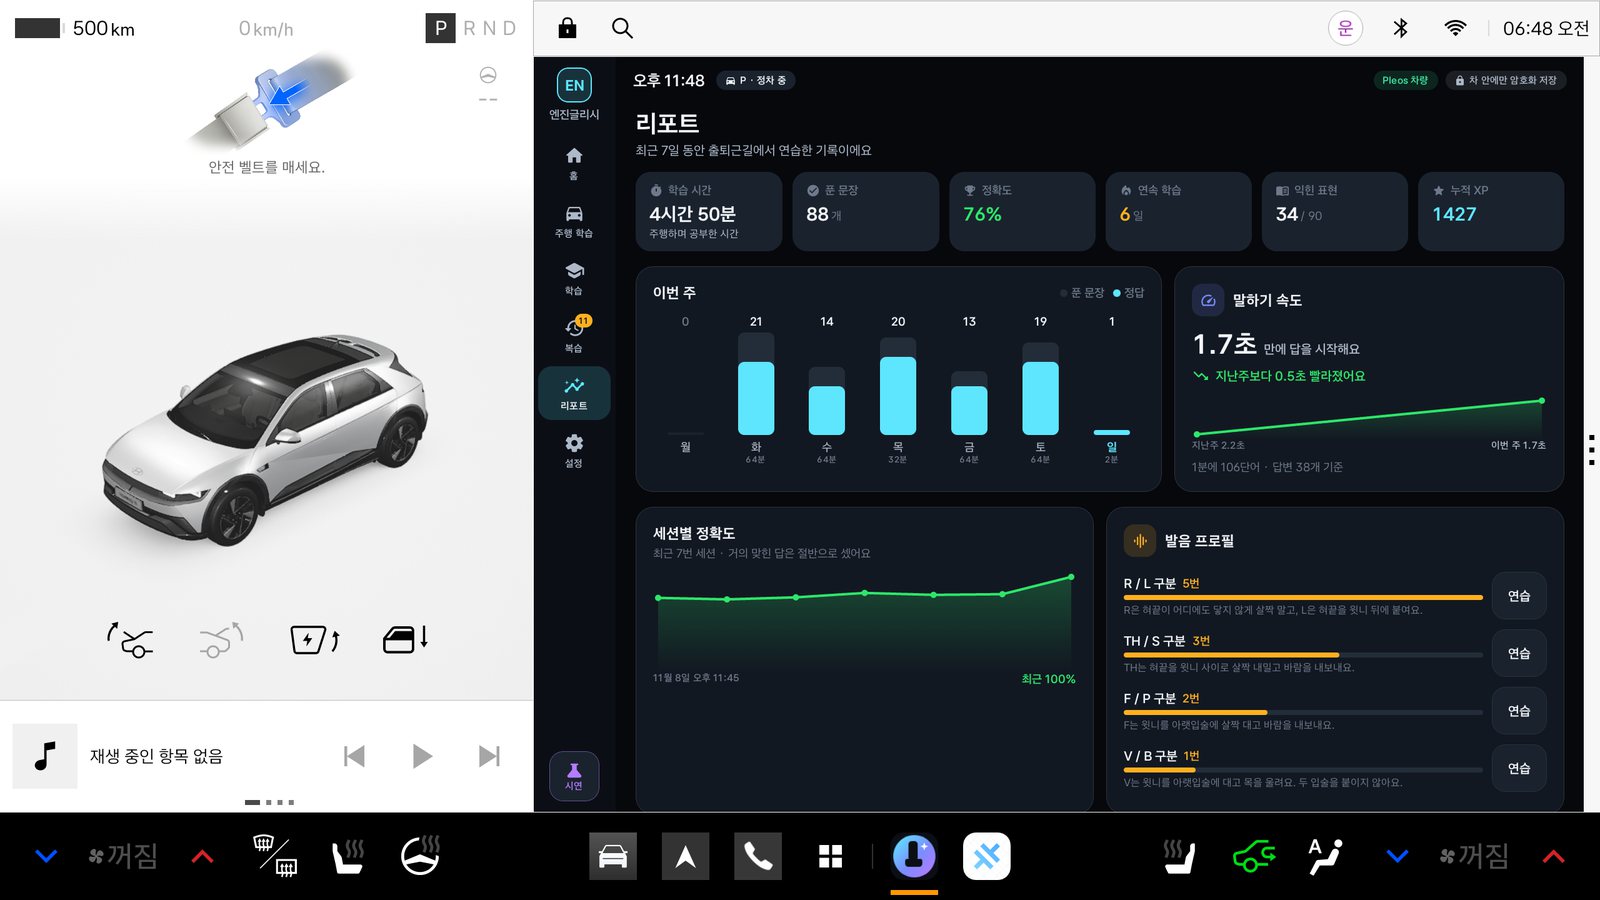 500 km
0 km/h
P R N D
안전 벨트를 매세요.
--
재생 중인 항목 없음
운
06:48 오전
EN
엔진글리시
홈
주행 학습
학습
11
복습
리포트
설정
시연
오후 11:48
P · 정차 중
Pleos 차량
차 안에만 암호화 저장
리포트
최근 7일 동안 출퇴근길에서 연습한 기록이에요
학습 시간
4시간 50분
주행하며 공부한 시간
푼 문장
88 개
정확도
76%
연속 학습
6 일
익힌 표현
34 / 90
누적 XP
1427
이번 주
푼 문장 정답
0 21 14 20 13 19 1
월 화 수 목 금 토 일
64분 64분 32분 64분 64분 2분
말하기 속도
1.7초 만에 답을 시작해요
지난주보다 0.5초 빨라졌어요
지난주 2.2초
이번 주 1.7초
1분에 106단어 · 답변 38개 기준
세션별 정확도
최근 7번 세션 · 거의 맞힌 답은 절반으로 셌어요
11월 8일 오후 11:45
최근 100%
발음 프로필
R / L 구분 5번
R은 혀끝이 어디에도 닿지 않게 살짝 말고, L은 혀끝을 윗니 뒤에 붙여요.
연습
TH / S 구분 3번
TH는 혀끝을 윗니 사이로 살짝 내밀고 바람을 내보내요.
연습
F / P 구분 2번
F는 윗니를 아랫입술에 살짝 대고 바람을 내보내요.
연습
V / B 구분 1번
V는 윗니를 아랫입술에 대고 목을 울려요. 두 입술을 붙이지 않아요.
연습
꺼짐
A
꺼짐